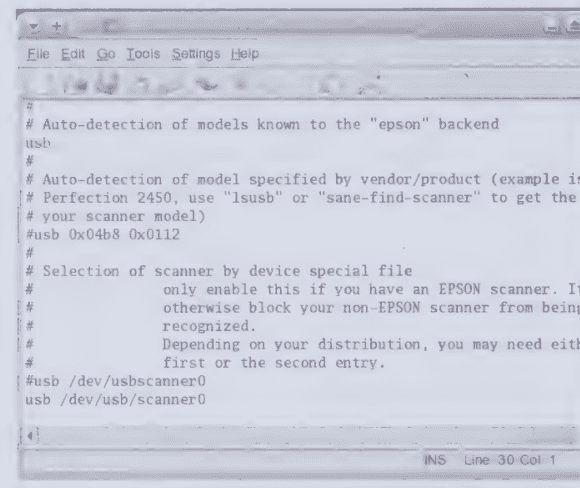 File Edit Go Tools Settings Help
#
# Auto-detection of models known to the "epson" backend
usb
#
# Auto-detection of model specified by vendor/product (example is
# Perfection 2450, use "lsusb" or "sane-find-scanner" to get the
# your scanner model)
#usb 0x04b8 0x0112
#
# Selection of scanner by device special file
# only enable this if you have an EPSON scanner. It
# otherwise block your non-EPSON scanner from being
# recognized.
# Depending on your distribution, you may need eith
# first or the second entry.
#usb /dev/usbscanner0
usb /dev/usb/scanner0
INS Line 30 Col 1